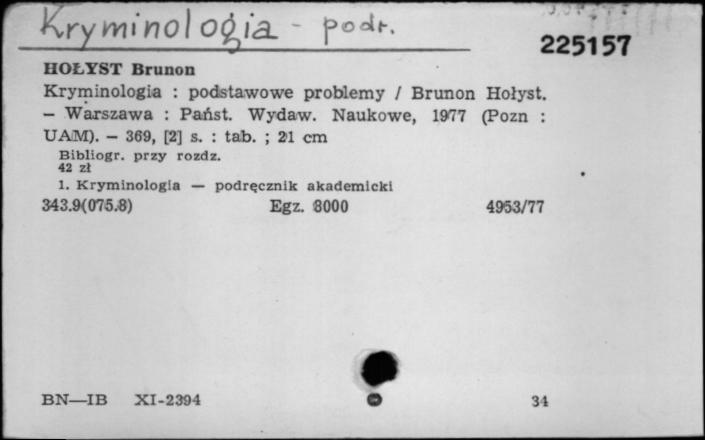 Kryminologia - podr.
225157
HOŁYST Brunon
Kryminologia : podstawowe problemy / Brunon Hołyst.
– Warszawa : Państ. Wydaw. Naukowe, 1977 (Pozn :
UAM). – 369, [2] s. : tab. ; 21 cm
Bibliogr. przy rozdz.
42 zł
1. Kryminologia — podręcznik akademicki
343.9(075.8) Egz. 8000 4953/77
BN—IB XI-2394 34